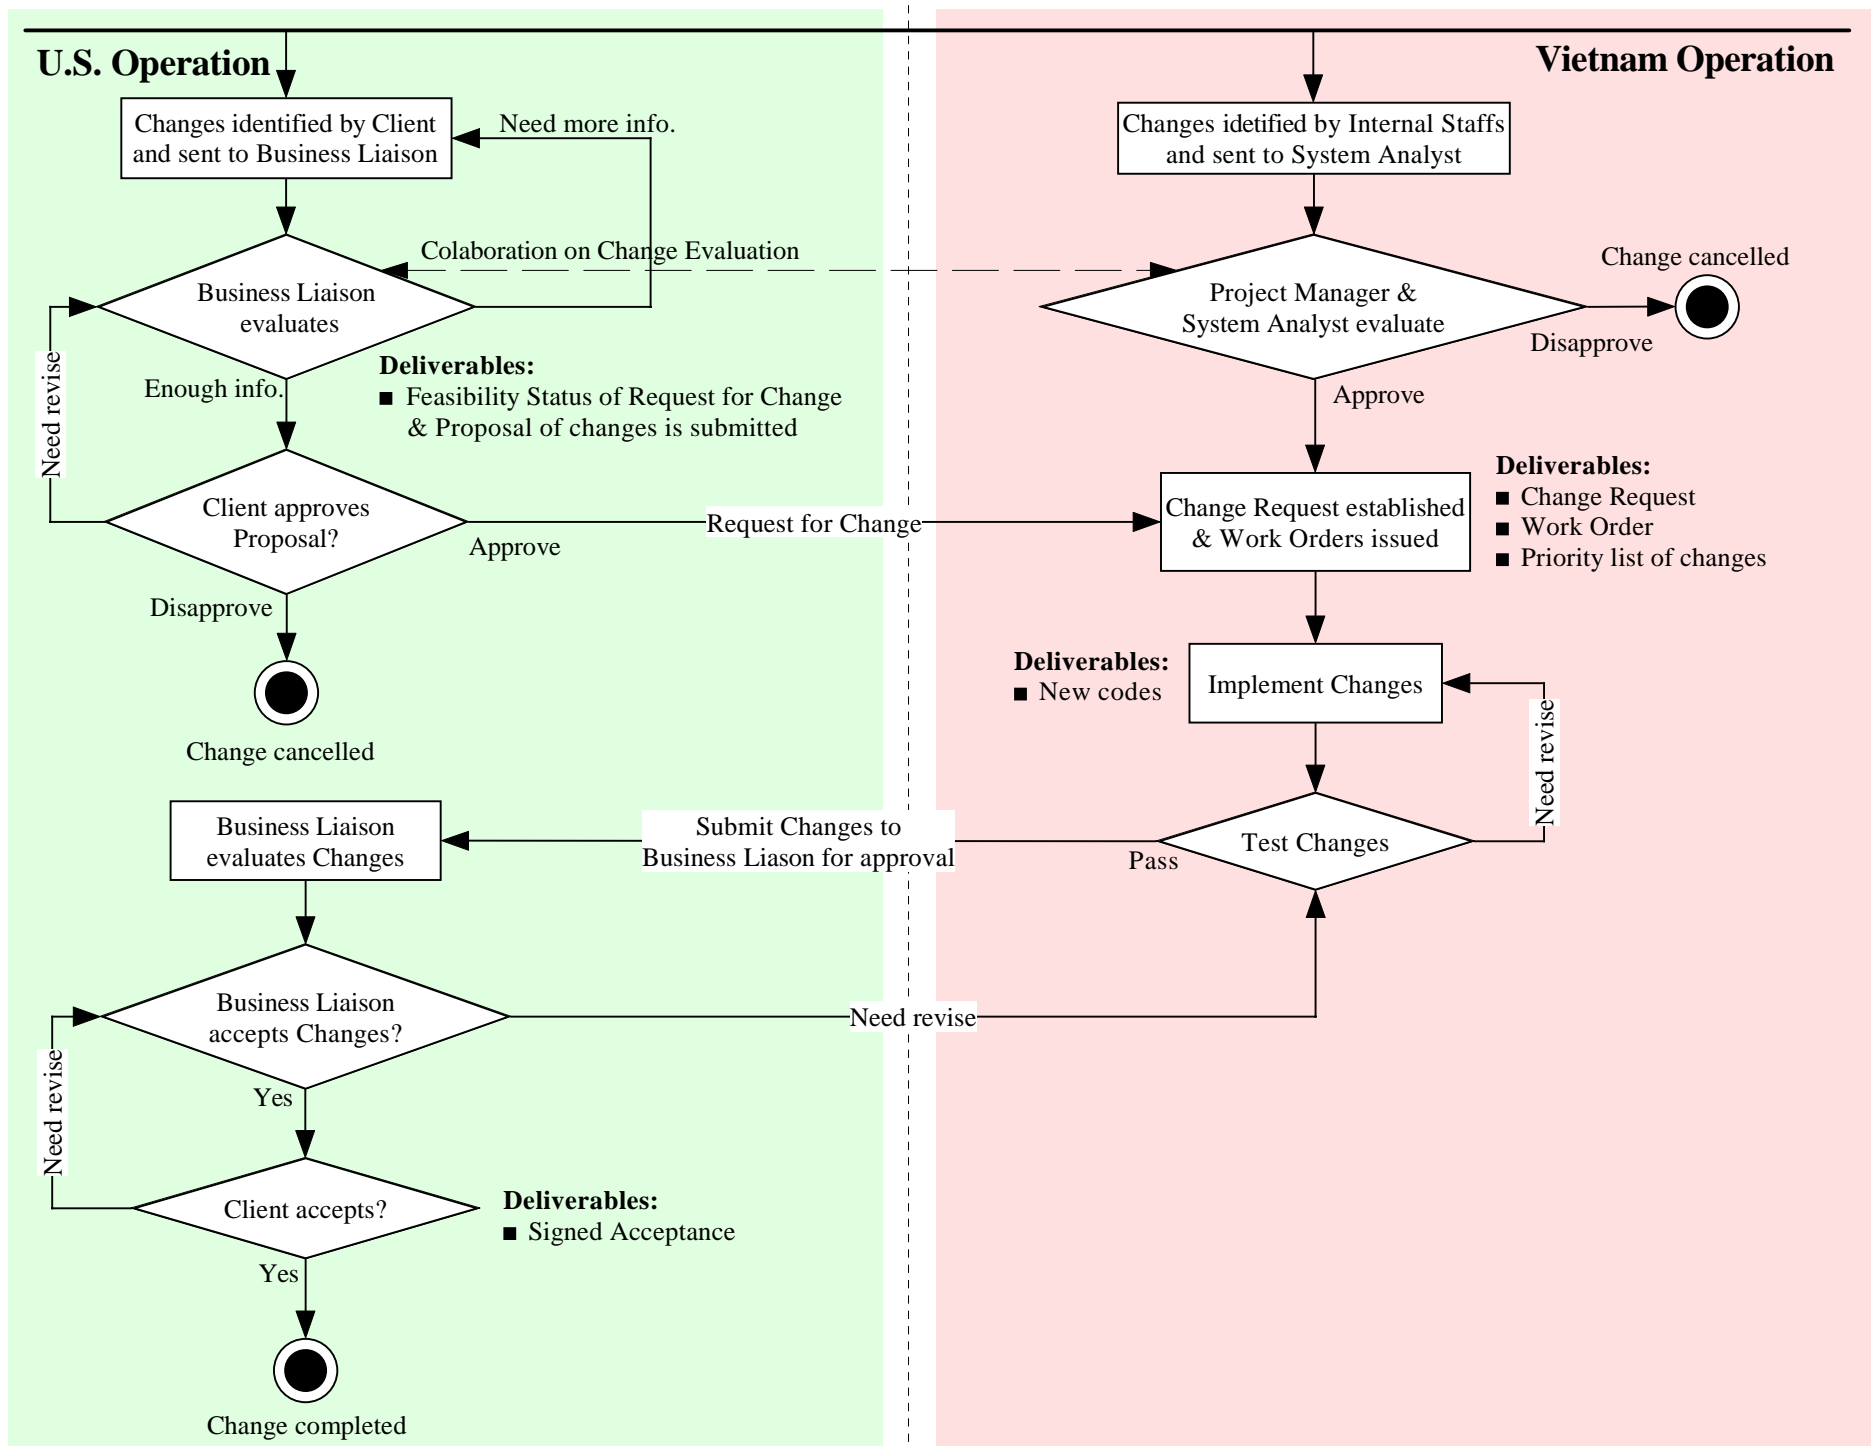 U.S. Operation
Vietnam Operation
Changes identified by Client
and sent to Business Liaison
Need more info.
Changes idetified by Internal Staffs
and sent to System Analyst
Colaboration on Change Evaluation
Business Liaison
evaluates
Project Manager &
System Analyst evaluate
Change cancelled
Disapprove
Need revise
Enough info.
Deliverables:
■ Feasibility Status of Request for Change
& Proposal of changes is submitted
Approve
Client approves
Proposal?
Approve
Request for Change
Change Request established
& Work Orders issued
Deliverables:
■ Change Request
■ Work Order
■ Priority list of changes
Disapprove
Change cancelled
Deliverables:
■ New codes
Implement Changes
Need revise
Business Liaison
evaluates Changes
Submit Changes to
Business Liason for approval
Pass
Test Changes
Business Liaison
accepts Changes?
Need revise
Need revise
Yes
Client accepts?
Deliverables:
■ Signed Acceptance
Yes
Change completed